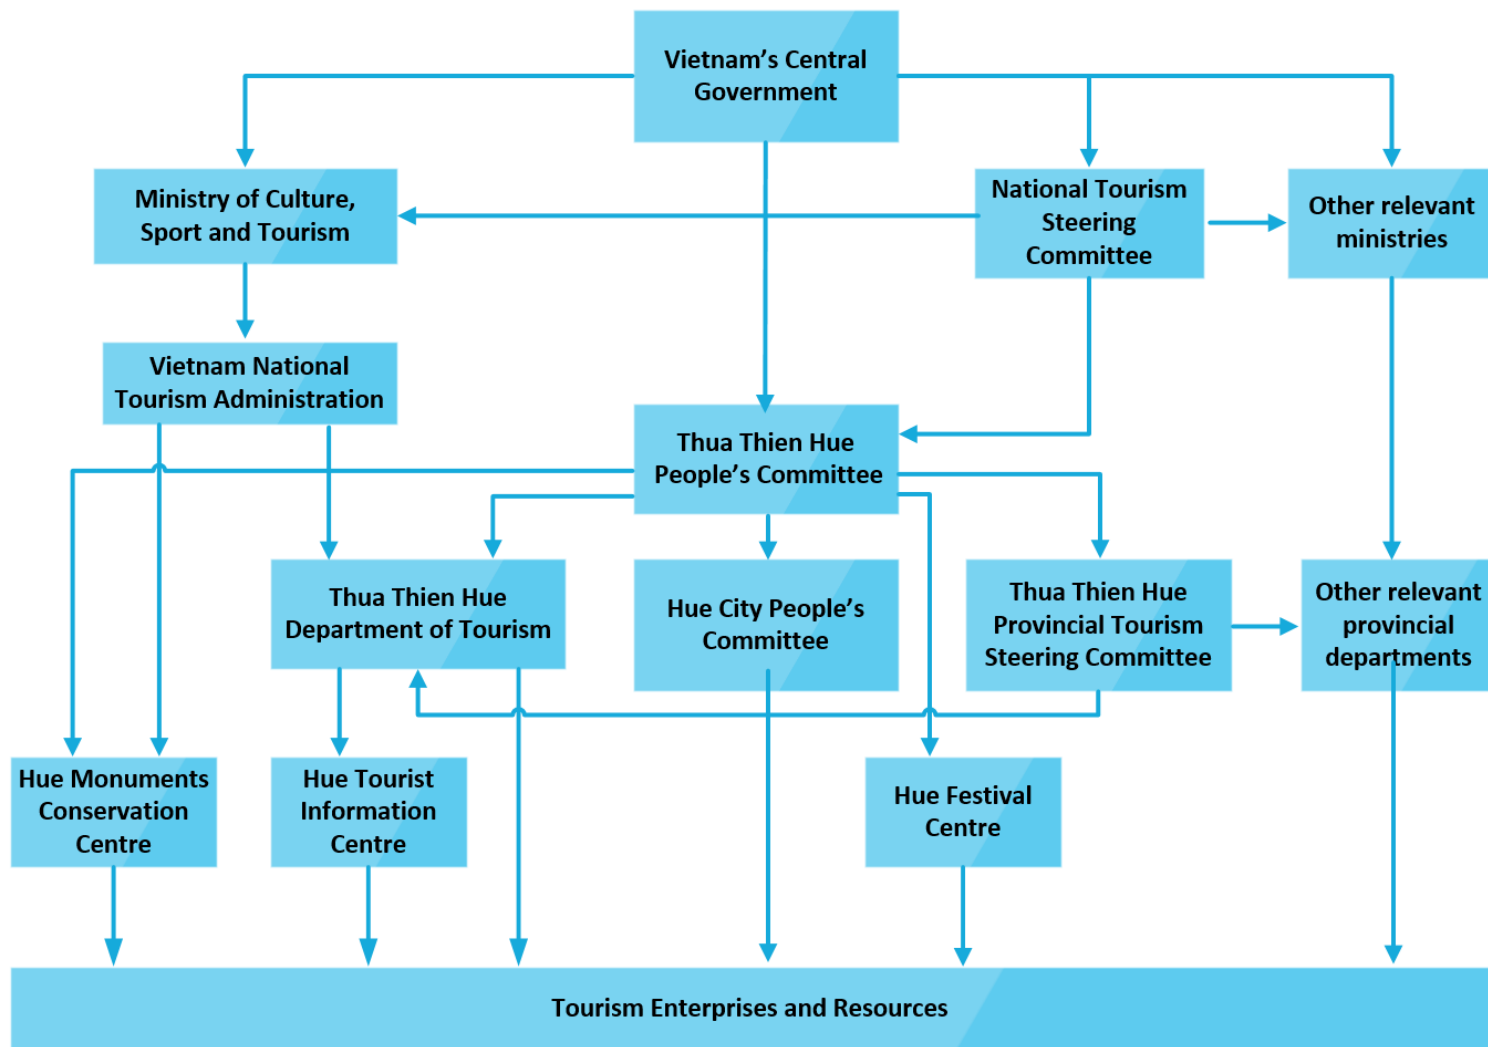 Vietnam’s Central
Government
Ministry of Culture,
Sport and Tourism
National Tourism
Steering
Committee
Other relevant
ministries
Vietnam National
Tourism Administration
Thua Thien Hue
People’s Committee
Thua Thien Hue
Department of Tourism
Hue City People’s
Committee
Thua Thien Hue
Provincial Tourism
Steering Committee
Other relevant
provincial
departments
Hue Monuments
Conservation
Centre
Hue Tourist
Information
Centre
Hue Festival
Centre
Tourism Enterprises and Resources